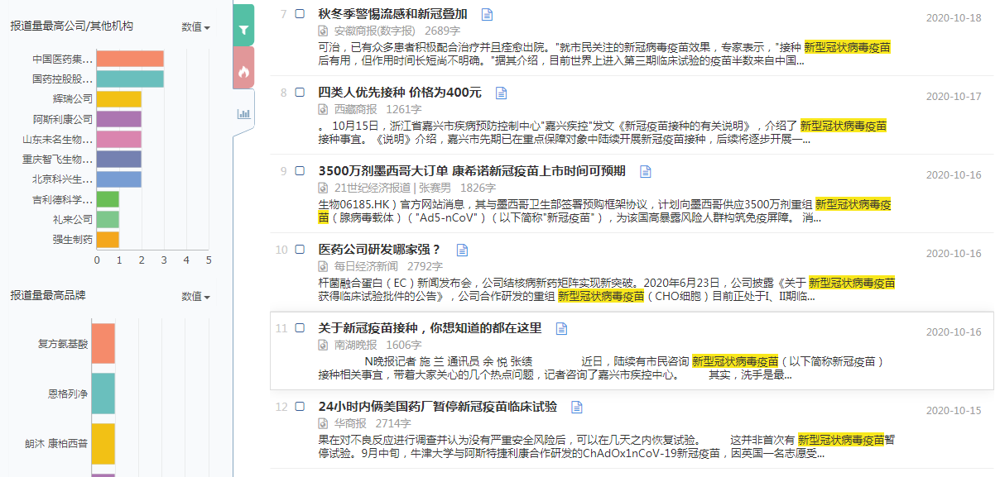 报道量最高公司/其他机构
数值
中国医药集...
国药控股股...
辉瑞公司
阿斯利康公司
山东未名生物...
重庆智飞生物...
北京科兴生...
吉利德科学...
礼来公司
强生制药
0 1 2 3 4 5
报道量最高品牌
数值
复方氨基酸
恩格列净
朗沐 康柏西普
7 秋冬季警惕流感和新冠叠加 2020-10-18
安徽商报(数字报) 2689字
可治，已有众多患者积极配合治疗并且痊愈出院。"就市民关注的新冠病毒疫苗效果，专家表示，"接种 新型冠状病毒疫苗
后有用，但作用时间长短尚不明确。"据其介绍，目前世界上进入第三期临床试验的疫苗半数来自中国...
8 四类人优先接种 价格为400元 2020-10-17
西藏商报 1261字
。 10月15日，浙江省嘉兴市疾病预防控制中心"嘉兴疾控"发文《新冠疫苗接种的有关说明》，介绍了 新型冠状病毒疫苗
接种事宜。《说明》介绍，嘉兴市先期已在重点保障对象中陆续开展新冠疫苗接种，后续将逐步开展一...
9 3500万剂墨西哥大订单 康希诺新冠疫苗上市时间可预期 2020-10-16
21世纪经济报道 | 张赛男 1826字
生物06185.HK）官方网站消息，其与墨西哥卫生部签署预购框架协议，计划向墨西哥供应3500万剂重组 新型冠状病毒疫
苗（腺病毒载体）（"Ad5-nCoV"）（以下简称"新冠疫苗"），为该国高暴露风险人群构筑免疫屏障。 消...
10 医药公司研发哪家强？ 2020-10-16
每日经济新闻 2792字
杆菌融合蛋白（EC）新闻发布会，公司结核病新药矩阵实现新突破。2020年6月23日，公司披露《关于 新型冠状病毒疫苗
获得临床试验批件的公告》，公司合作研发的重组 新型冠状病毒疫苗（CHO细胞）目前正处于I、II期临...
11 关于新冠疫苗接种，你想知道的都在这里 2020-10-16
南湖晚报 1606字
N晚报记者 施 兰 通讯员 余 悦 张绩 近日，陆续有市民咨询 新型冠状病毒疫苗（以下简称新冠疫苗）
接种相关事宜，带着大家关心的几个热点问题，记者咨询了嘉兴市疾控中心。 其实，洗手是最...
12 24小时内俩美国药厂暂停新冠疫苗临床试验 2020-10-15
华商报 2714字
果在对不良反应进行调查并认为没有严重安全风险后，可以在几天之内恢复试验。 这并非首次有 新型冠状病毒疫苗暂
停试验。9月中旬，牛津大学与阿斯特捷利康合作研发的ChAdOx1nCoV-19新冠疫苗，因英国一名志愿受...